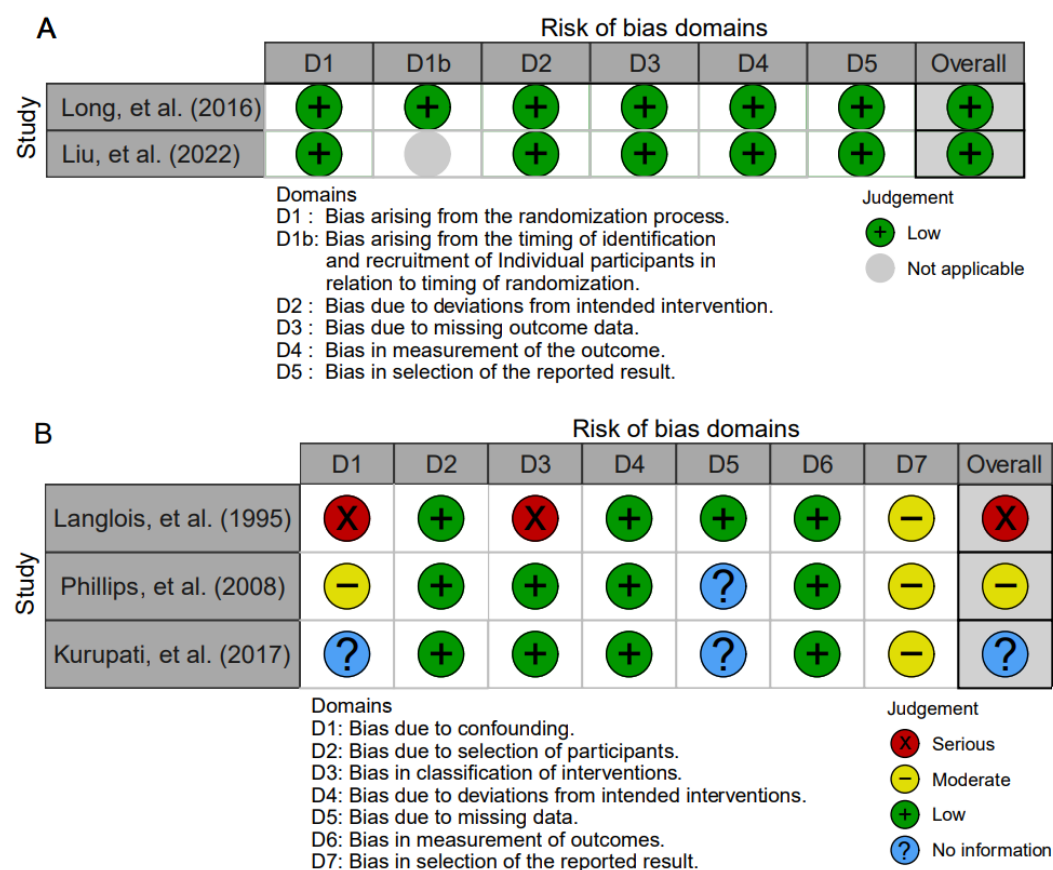 A
Risk of bias domains
D1 D1b D2 D3 D4 D5 Overall
Study
Long, et al. (2016) + + + + + + +
Liu, et al. (2022) + + + + + +
Domains
D1 : Bias arising from the randomization process.
D1b: Bias arising from the timing of identification
and recruitment of Individual participants in
relation to timing of randomization.
D2 : Bias due to deviations from intended intervention.
D3 : Bias due to missing outcome data.
D4 : Bias in measurement of the outcome.
D5 : Bias in selection of the reported result.
Judgement
+ Low
Not applicable
B
Risk of bias domains
D1 D2 D3 D4 D5 D6 D7 Overall
Study
Langlois, et al. (1995) X + X + + + − X
Phillips, et al. (2008) − + + + ? + − −
Kurupati, et al. (2017) ? + + + ? + − ?
Domains
D1: Bias due to confounding.
D2: Bias due to selection of participants.
D3: Bias in classification of interventions.
D4: Bias due to deviations from intended interventions.
D5: Bias due to missing data.
D6: Bias in measurement of outcomes.
D7: Bias in selection of the reported result.
Judgement
X Serious
− Moderate
+ Low
? No information